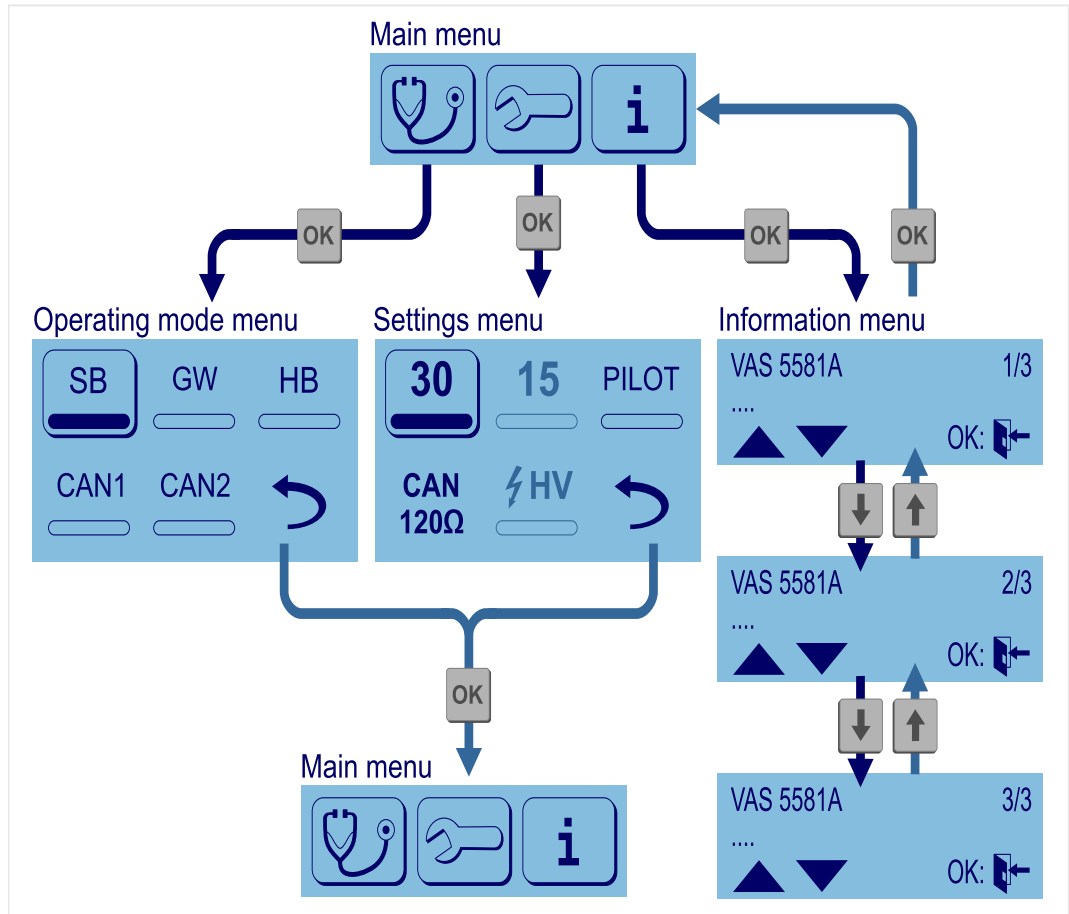 Main menu
i
OK
OK
OK
OK
Operating mode menu
SB GW HB
CAN1 CAN2
Settings menu
30 15 PILOT
CAN HV
120Ω
Information menu
VAS 5581A 1/3
....
OK:
VAS 5581A 2/3
....
OK:
VAS 5581A 3/3
....
OK:
OK
Main menu
i